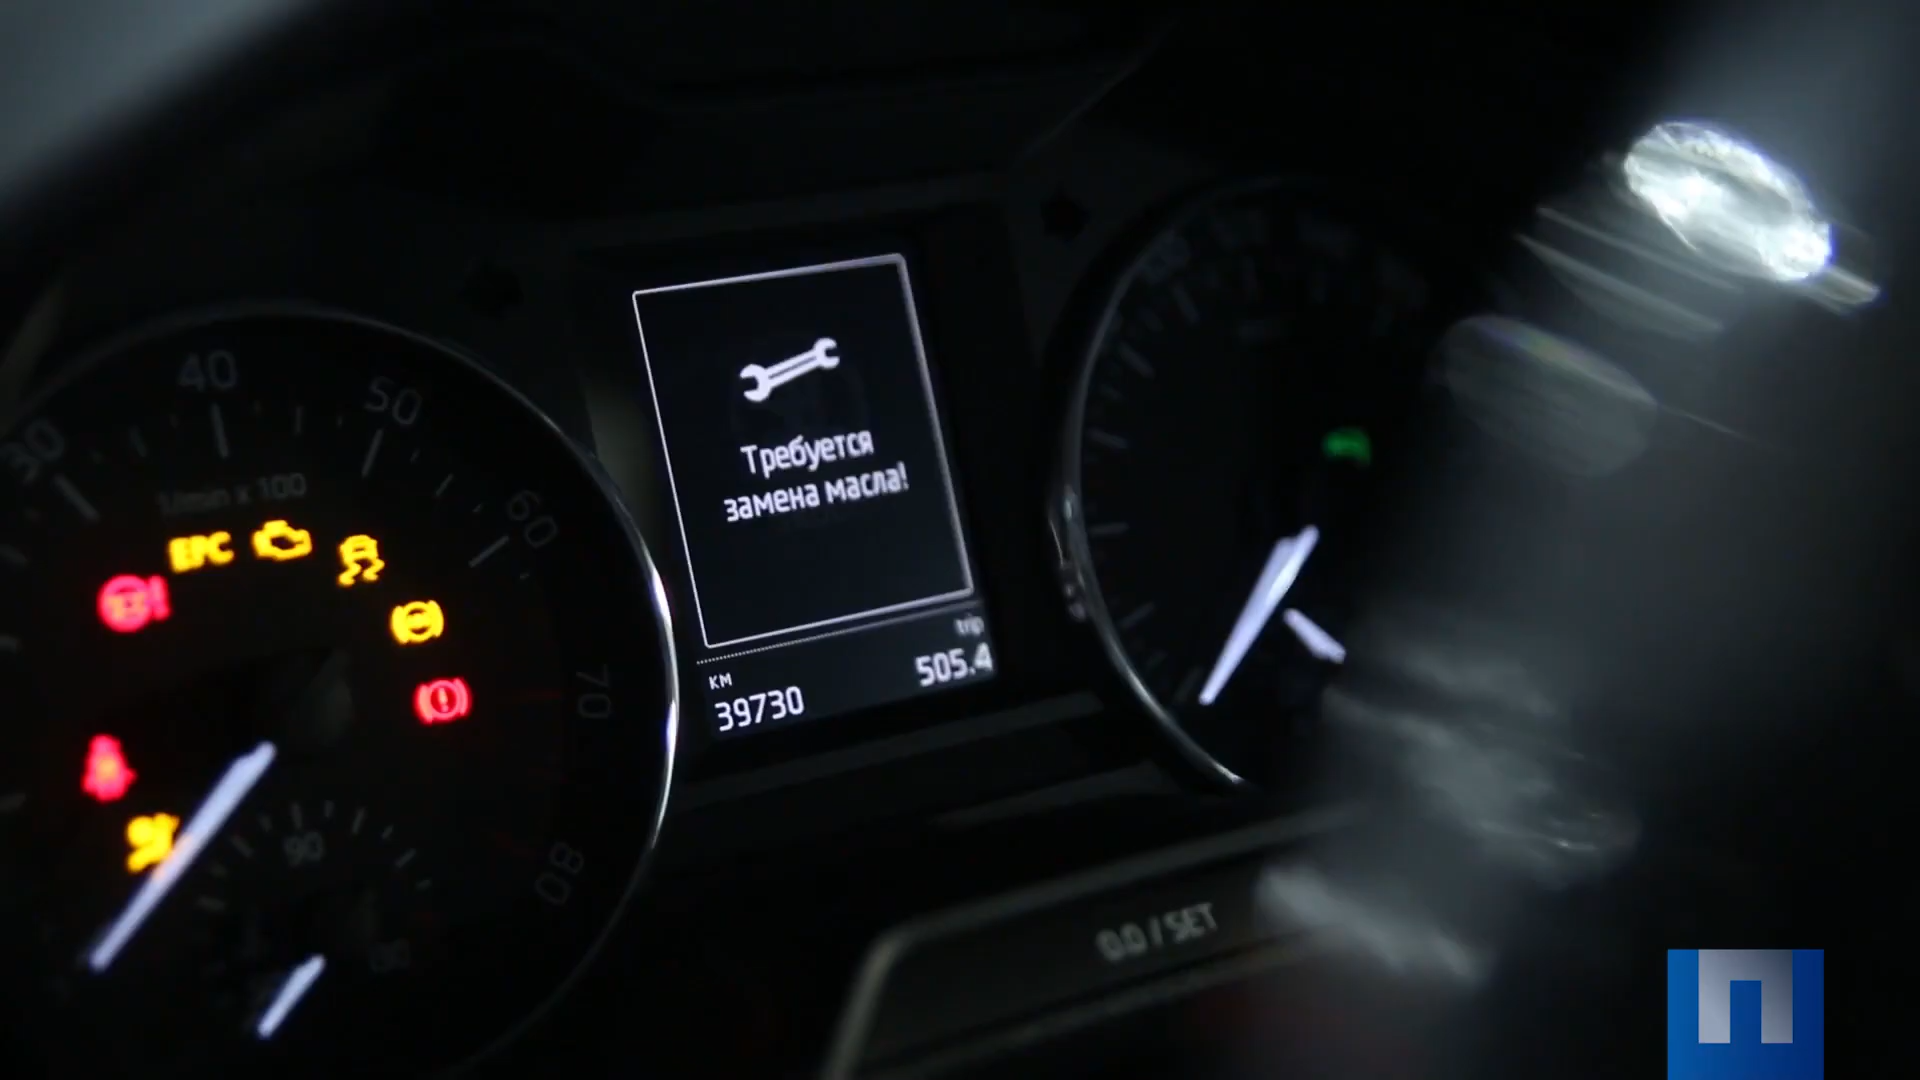 30
40
50
60
70
80
1/min x 100
EPC
90
Требуется
замена масла!
trip
км
505.4
39730
0.0 / SET
П